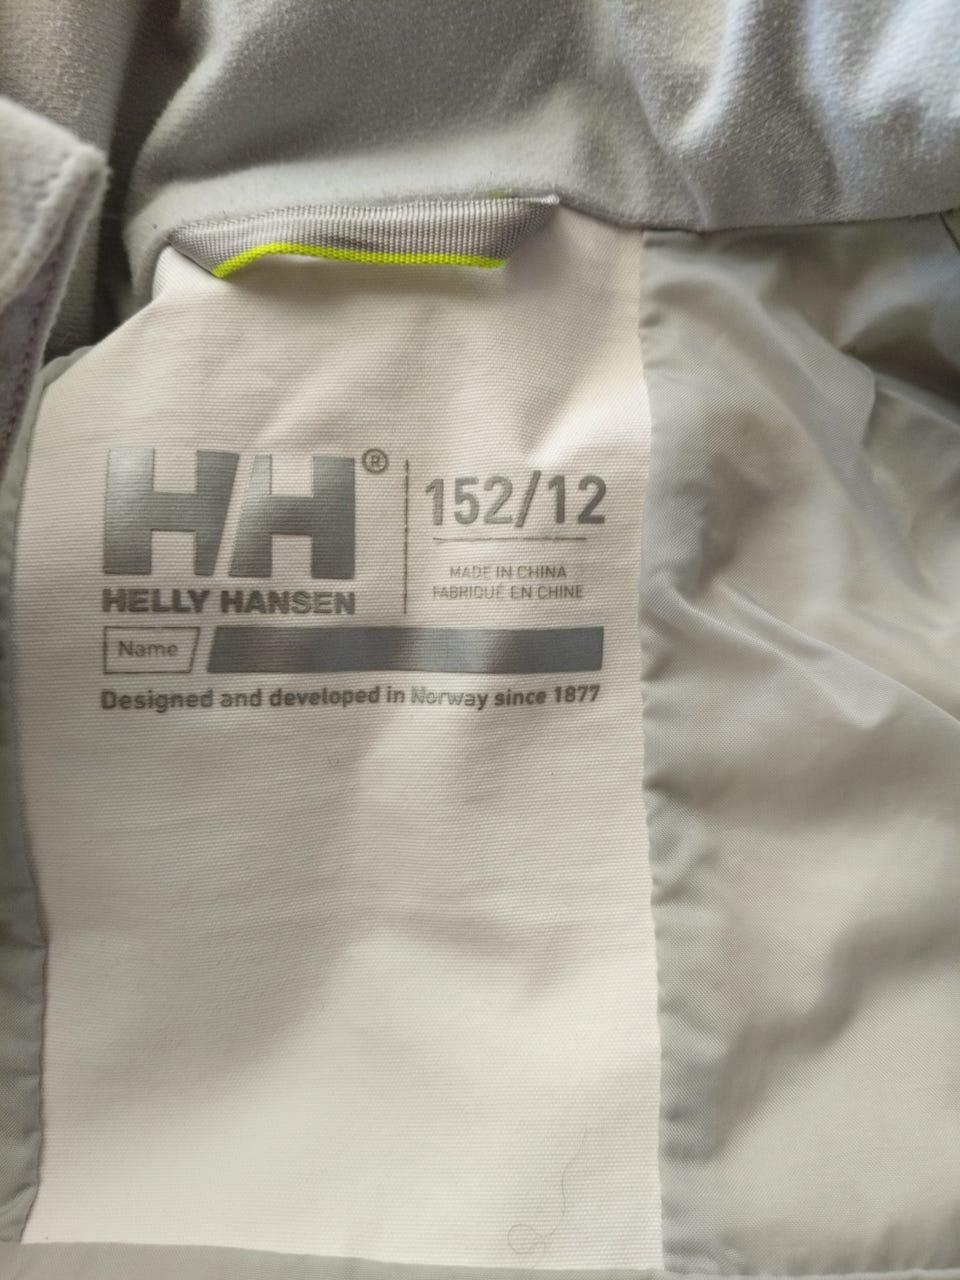 HH®
HELLY HANSEN
152/12
MADE IN CHINA
FABRIQUÉ EN CHINE
Name
Designed and developed in Norway since 1877